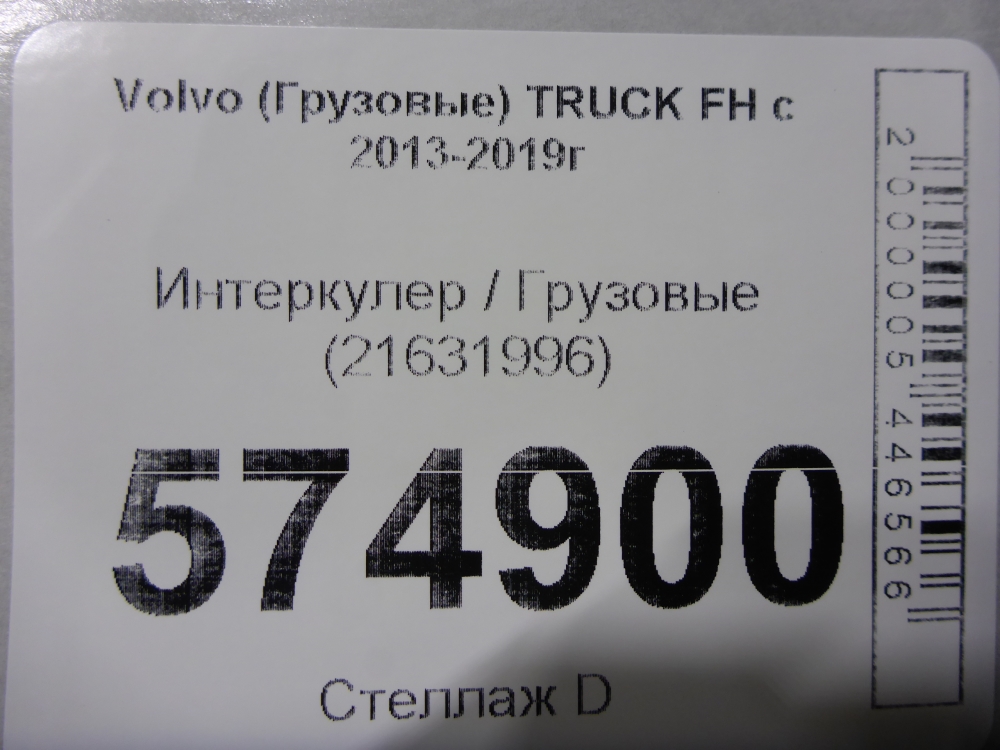 Volvo (Грузовые) TRUCK FH с
2013-2019г
Интеркулер / Грузовые
(21631996)
574900
Стеллаж D
2000005446566